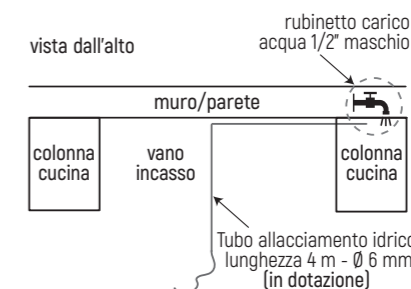 vista dall'alto
rubinetto carico
acqua 1/2" maschio
muro/parete
colonna
cucina
vano
incasso
colonna
cucina
Tubo allacciamento idrico
lunghezza 4 m - Ø 6 mm
(in dotazione)